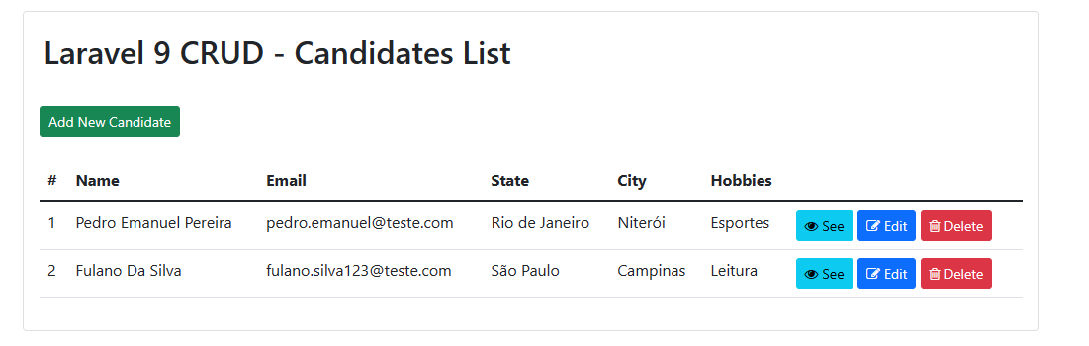 Laravel 9 CRUD - Candidates List
Add New Candidate
# Name Email State City Hobbies
1 Pedro Emanuel Pereira pedro.emanuel@teste.com Rio de Janeiro Niterói Esportes See Edit Delete
2 Fulano Da Silva fulano.silva123@teste.com São Paulo Campinas Leitura See Edit Delete